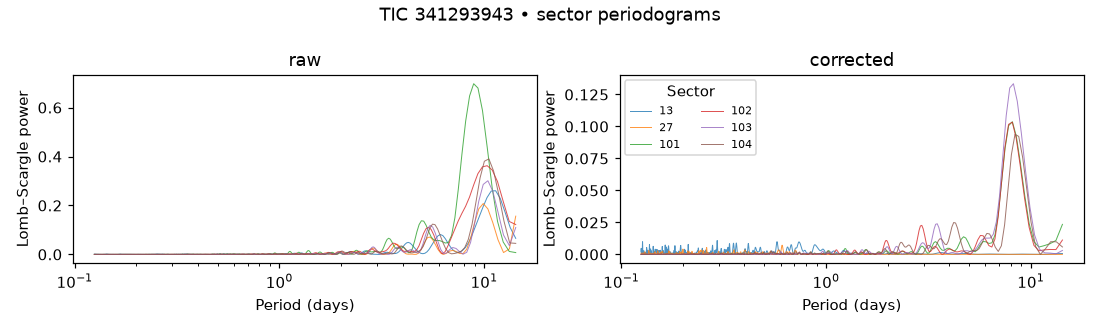 TIC 341293943 • sector periodograms
raw
Lomb–Scargle power
0.6
0.4
0.2
0.0
10⁻¹ 10⁰ 10¹
Period (days)
corrected
Lomb–Scargle power
0.125
0.100
0.075
0.050
0.025
0.000
Sector
13 102
27 103
101 104
10⁻¹ 10⁰ 10¹
Period (days)